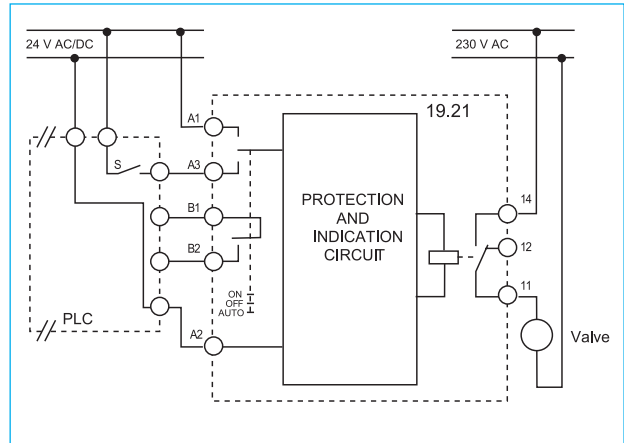 24 V AC/DC
230 V AC
A1
19.21
S
A3
14
B1
PROTECTION
AND
INDICATION
CIRCUIT
12
B2
11
ON
OFF
AUTO
PLC
A2
Valve